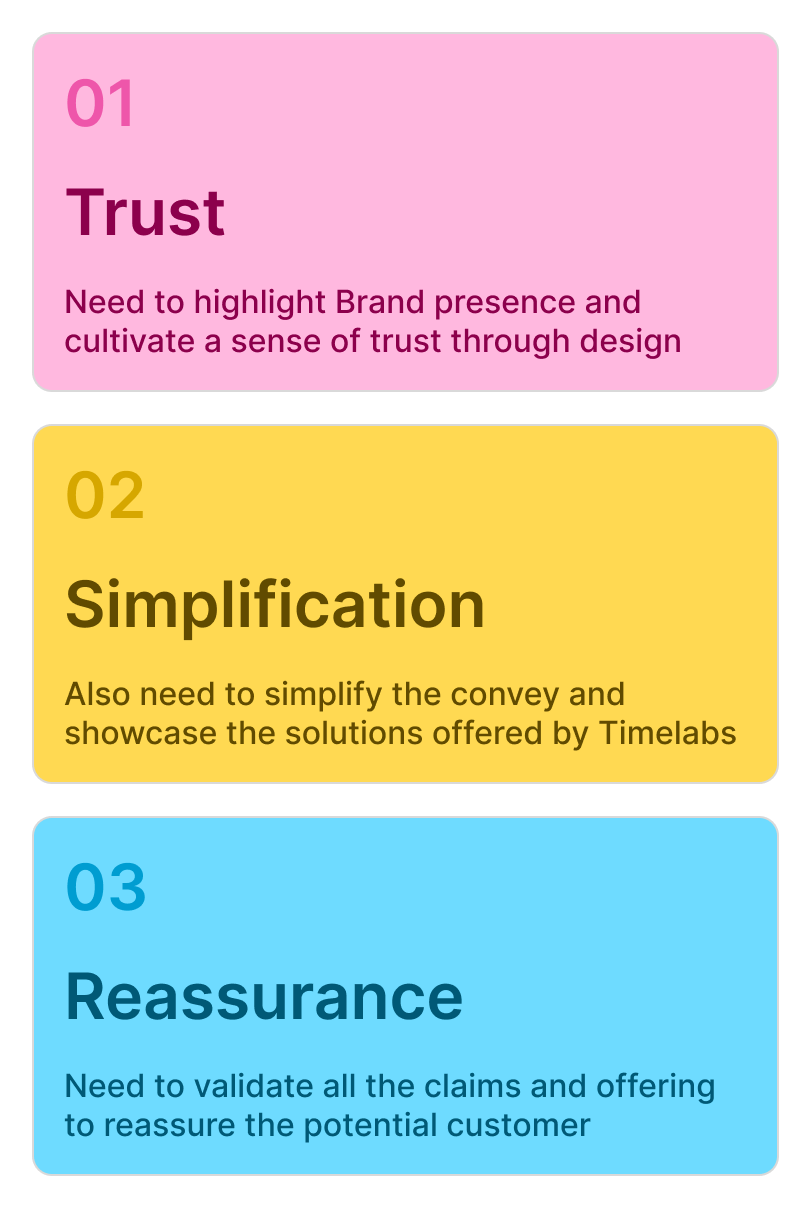 01
Trust
Need to highlight Brand presence and
cultivate a sense of trust through design
02
Simplification
Also need to simplify the convey and
showcase the solutions offered by Timelabs
03
Reassurance
Need to validate all the claims and offering
to reassure the potential customer